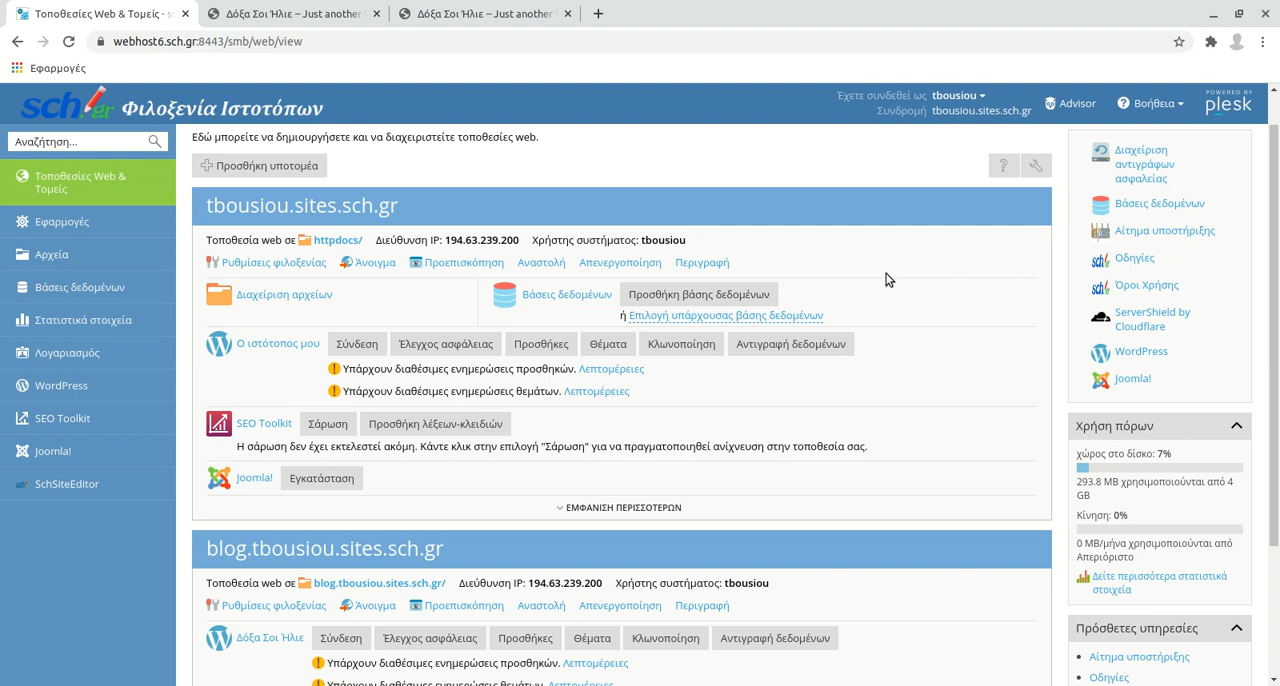 Τοποθεσίες Web & Τομείς - sr
Δόξα Σοι Ήλιε – Just another
Δόξα Σοι Ήλιε – Just another
webhost6.sch.gr:8443/smb/web/view
Εφαρμογές
sch.gr Φιλοξενία Ιστοτόπων
Έχετε συνδεθεί ως tbousiou
Συνδρομή tbousiou.sites.sch.gr
Advisor
Βοήθεια
POWERED BY
plesk
Αναζήτηση...
Τοποθεσίες Web &
Τομείς
Εφαρμογές
Αρχεία
Βάσεις δεδομένων
Στατιστικά στοιχεία
Λογαριασμός
WordPress
SEO Toolkit
Joomla!
SchSiteEditor
Εδώ μπορείτε να δημιουργήσετε και να διαχειριστείτε τοποθεσίες web.
Προσθήκη υποτομέα
tbousiou.sites.sch.gr
Τοποθεσία web σε httpdocs/ Διεύθυνση IP: 194.63.239.200 Χρήστης συστήματος: tbousiou
Ρυθμίσεις φιλοξενίας Άνοιγμα Προεπισκόπηση Αναστολή Απενεργοποίηση Περιγραφή
Διαχείριση αρχείων
Βάσεις δεδομένων Προσθήκη βάσης δεδομένων
ή Επιλογή υπάρχουσας βάσης δεδομένων
Ο ιστότοπος μου Σύνδεση Έλεγχος ασφάλειας Προσθήκες Θέματα Κλωνοποίηση Αντιγραφή δεδομένων
Υπάρχουν διαθέσιμες ενημερώσεις προσθηκών. Λεπτομέρειες
Υπάρχουν διαθέσιμες ενημερώσεις θεμάτων. Λεπτομέρειες
SEO Toolkit Σάρωση Προσθήκη λέξεων-κλειδιών
Η σάρωση δεν έχει εκτελεστεί ακόμη. Κάντε κλικ στην επιλογή "Σάρωση" για να πραγματοποιηθεί ανίχνευση στην τοποθεσία σας.
Joomla! Εγκατάσταση
ΕΜΦΑΝΙΣΗ ΠΕΡΙΣΣΟΤΕΡΩΝ
blog.tbousiou.sites.sch.gr
Τοποθεσία web σε blog.tbousiou.sites.sch.gr/ Διεύθυνση IP: 194.63.239.200 Χρήστης συστήματος: tbousiou
Ρυθμίσεις φιλοξενίας Άνοιγμα Προεπισκόπηση Αναστολή Απενεργοποίηση Περιγραφή
Δόξα Σοι Ήλιε Σύνδεση Έλεγχος ασφάλειας Προσθήκες Θέματα Κλωνοποίηση Αντιγραφή δεδομένων
Υπάρχουν διαθέσιμες ενημερώσεις προσθηκών. Λεπτομέρειες
Υπάρχουν διαθέσιμες ενημερώσεις θεμάτων. Λεπτομέρειες
Διαχείριση
αντιγράφων
ασφαλείας
Βάσεις δεδομένων
Αίτημα υποστήριξης
Οδηγίες
Όροι Χρήσης
ServerShield by
Cloudflare
WordPress
Joomla!
Χρήση πόρων
χώρος στο δίσκο: 7%
293.8 MB χρησιμοποιούνται από 4
GB
Κίνηση: 0%
0 MB/μήνα χρησιμοποιούνται από
Απεριόριστο
Δείτε περισσότερα στατιστικά
στοιχεία
Πρόσθετες υπηρεσίες
Αίτημα υποστήριξης
Οδηγίες